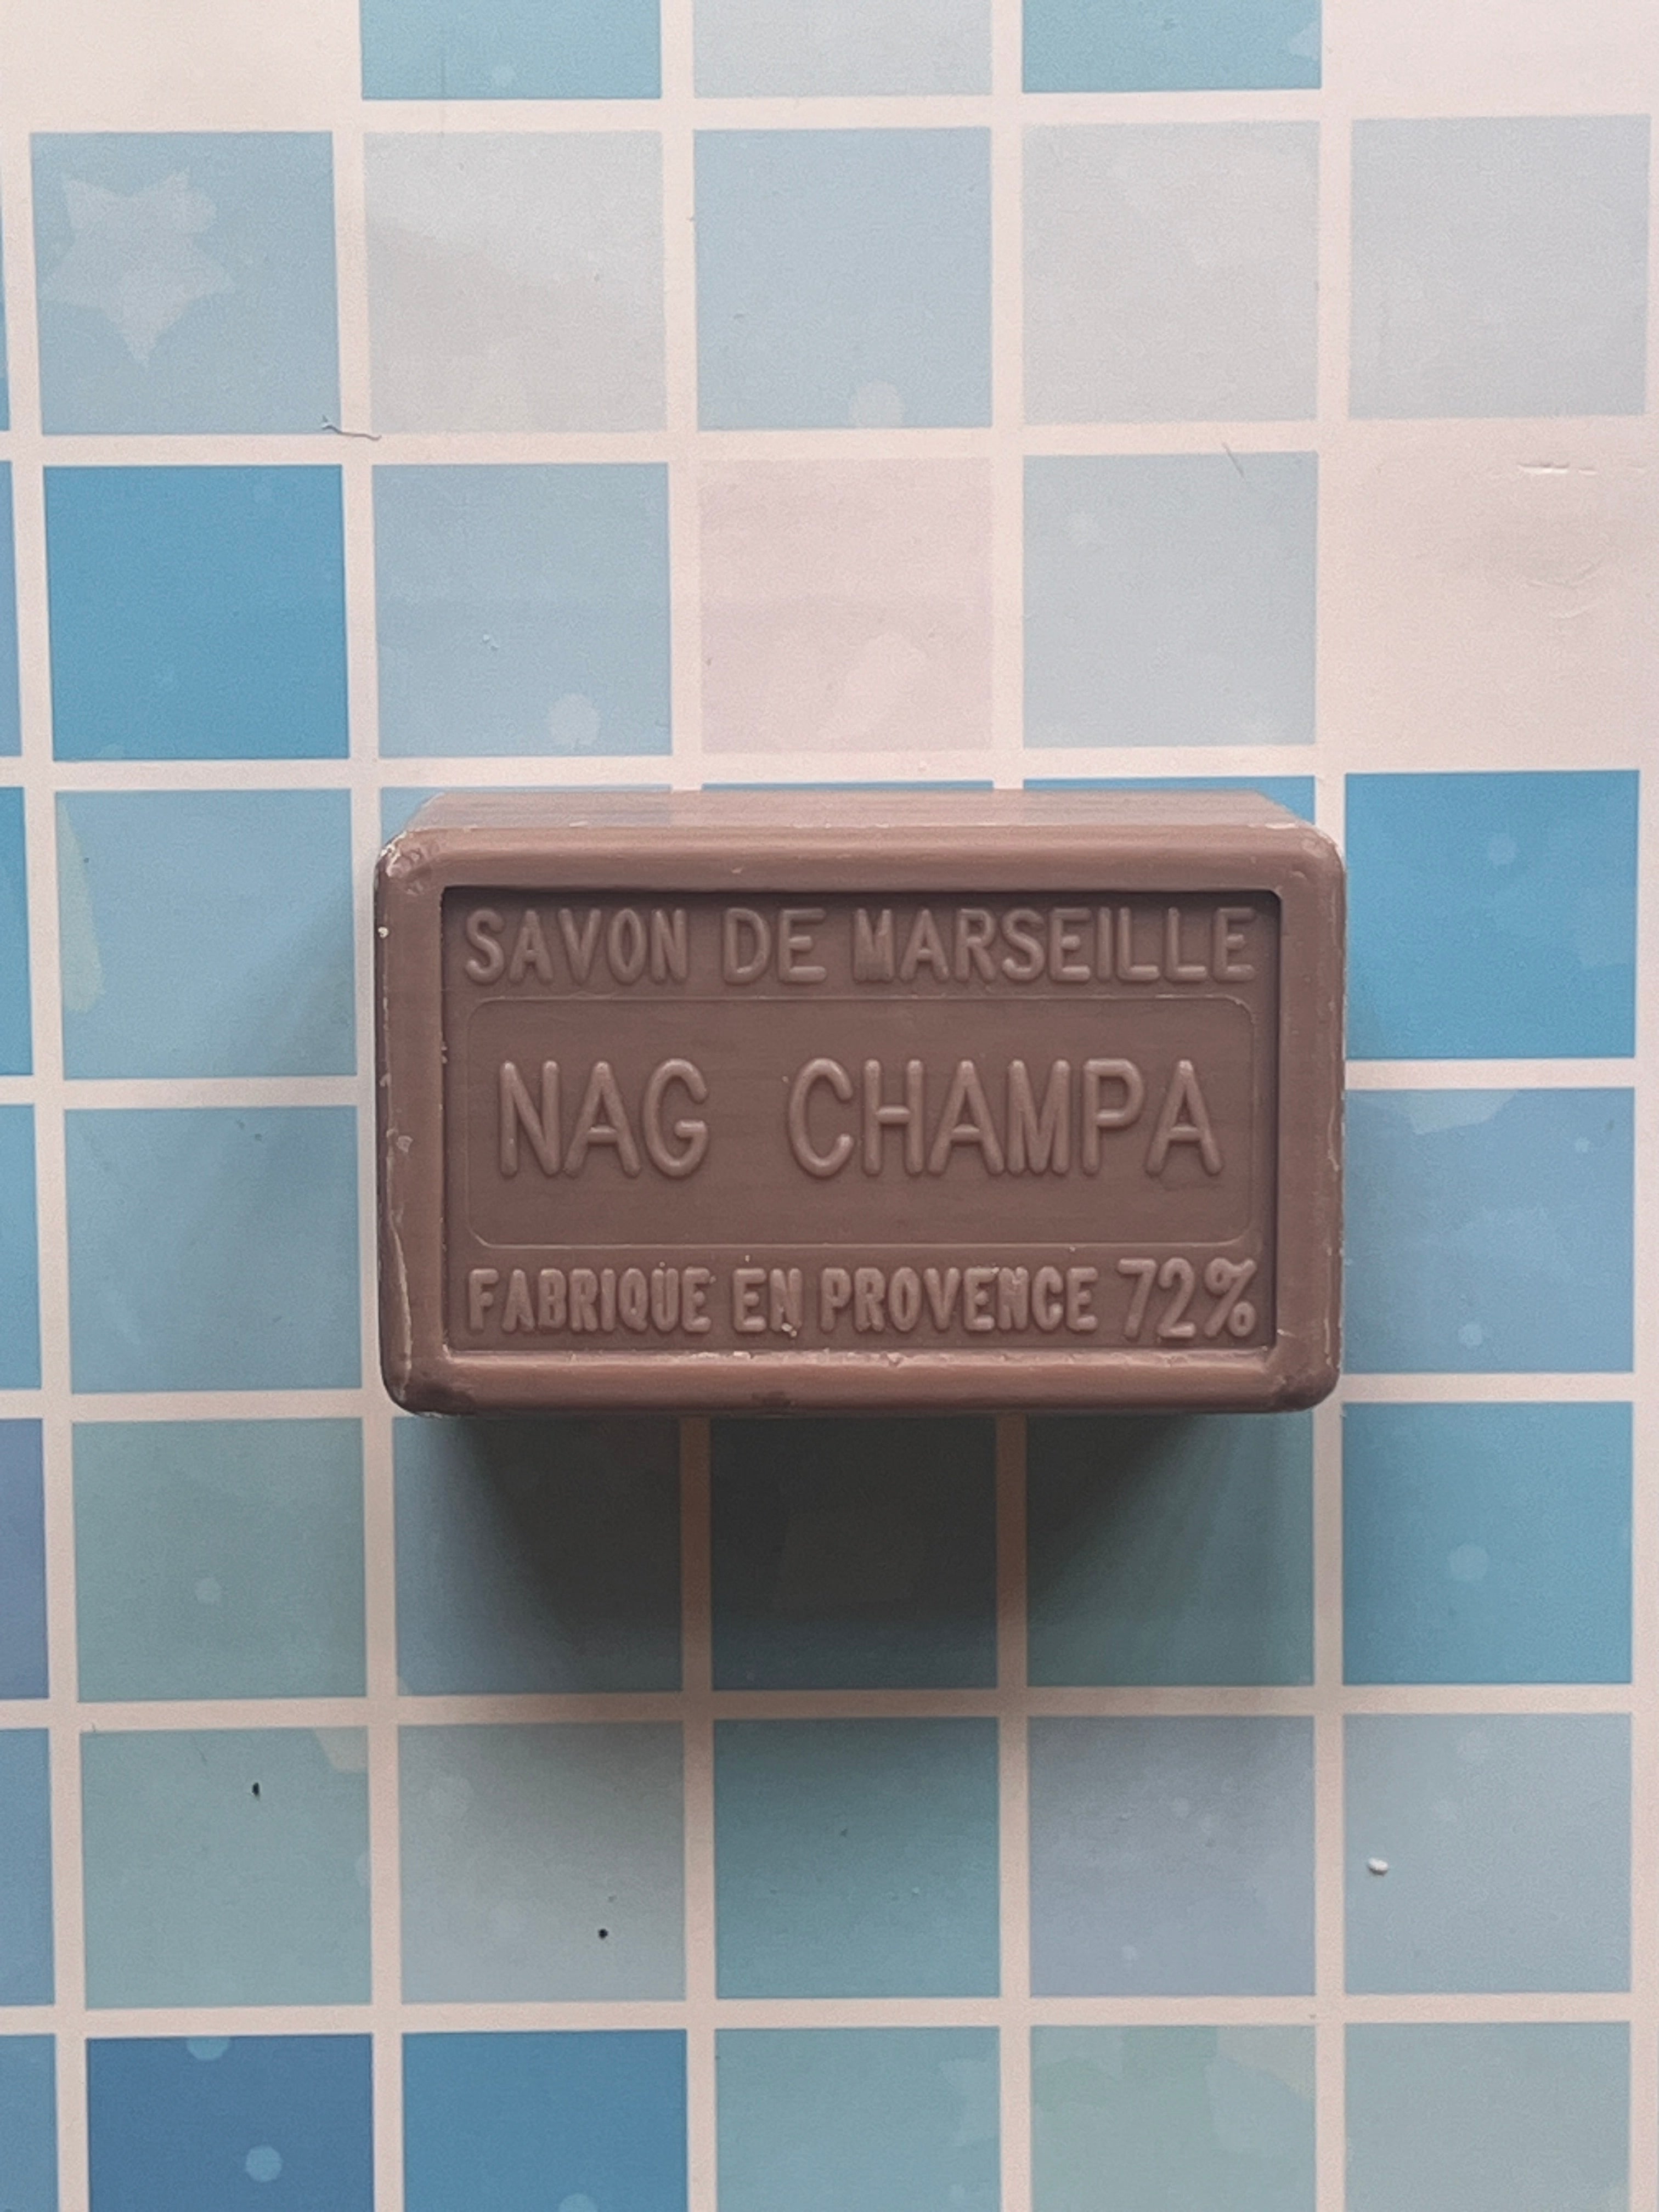 SAVON DE MARSEILLE
NAG CHAMPA
FABRIQUE EN PROVENCE 72%